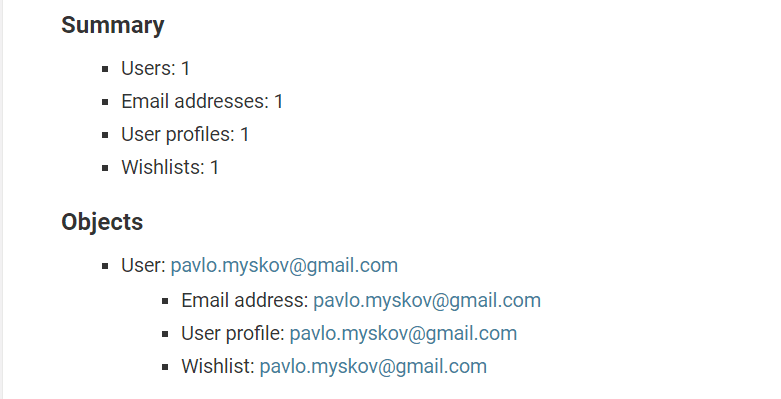 Summary
Users: 1
Email addresses: 1
User profiles: 1
Wishlists: 1
Objects
User: pavlo.myskov@gmail.com
Email address: pavlo.myskov@gmail.com
User profile: pavlo.myskov@gmail.com
Wishlist: pavlo.myskov@gmail.com